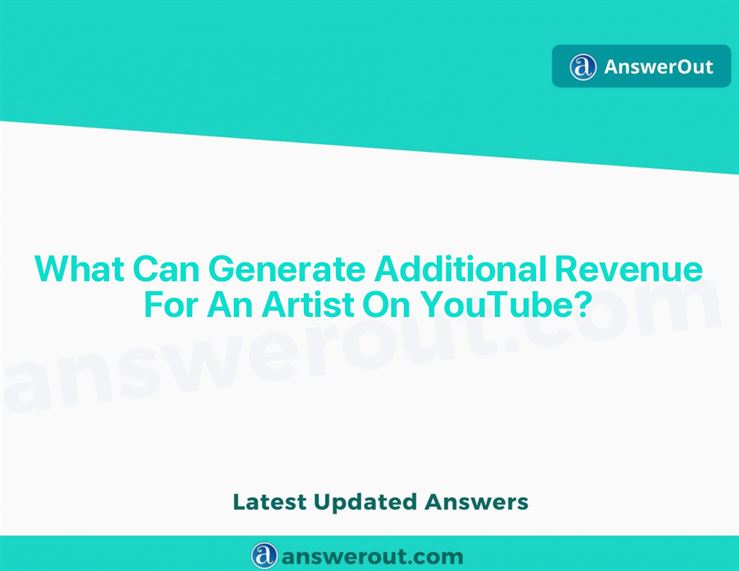 AnswerOut
What Can Generate Additional Revenue
For An Artist On YouTube?
answerout.com
Latest Updated Answers
answerout.com